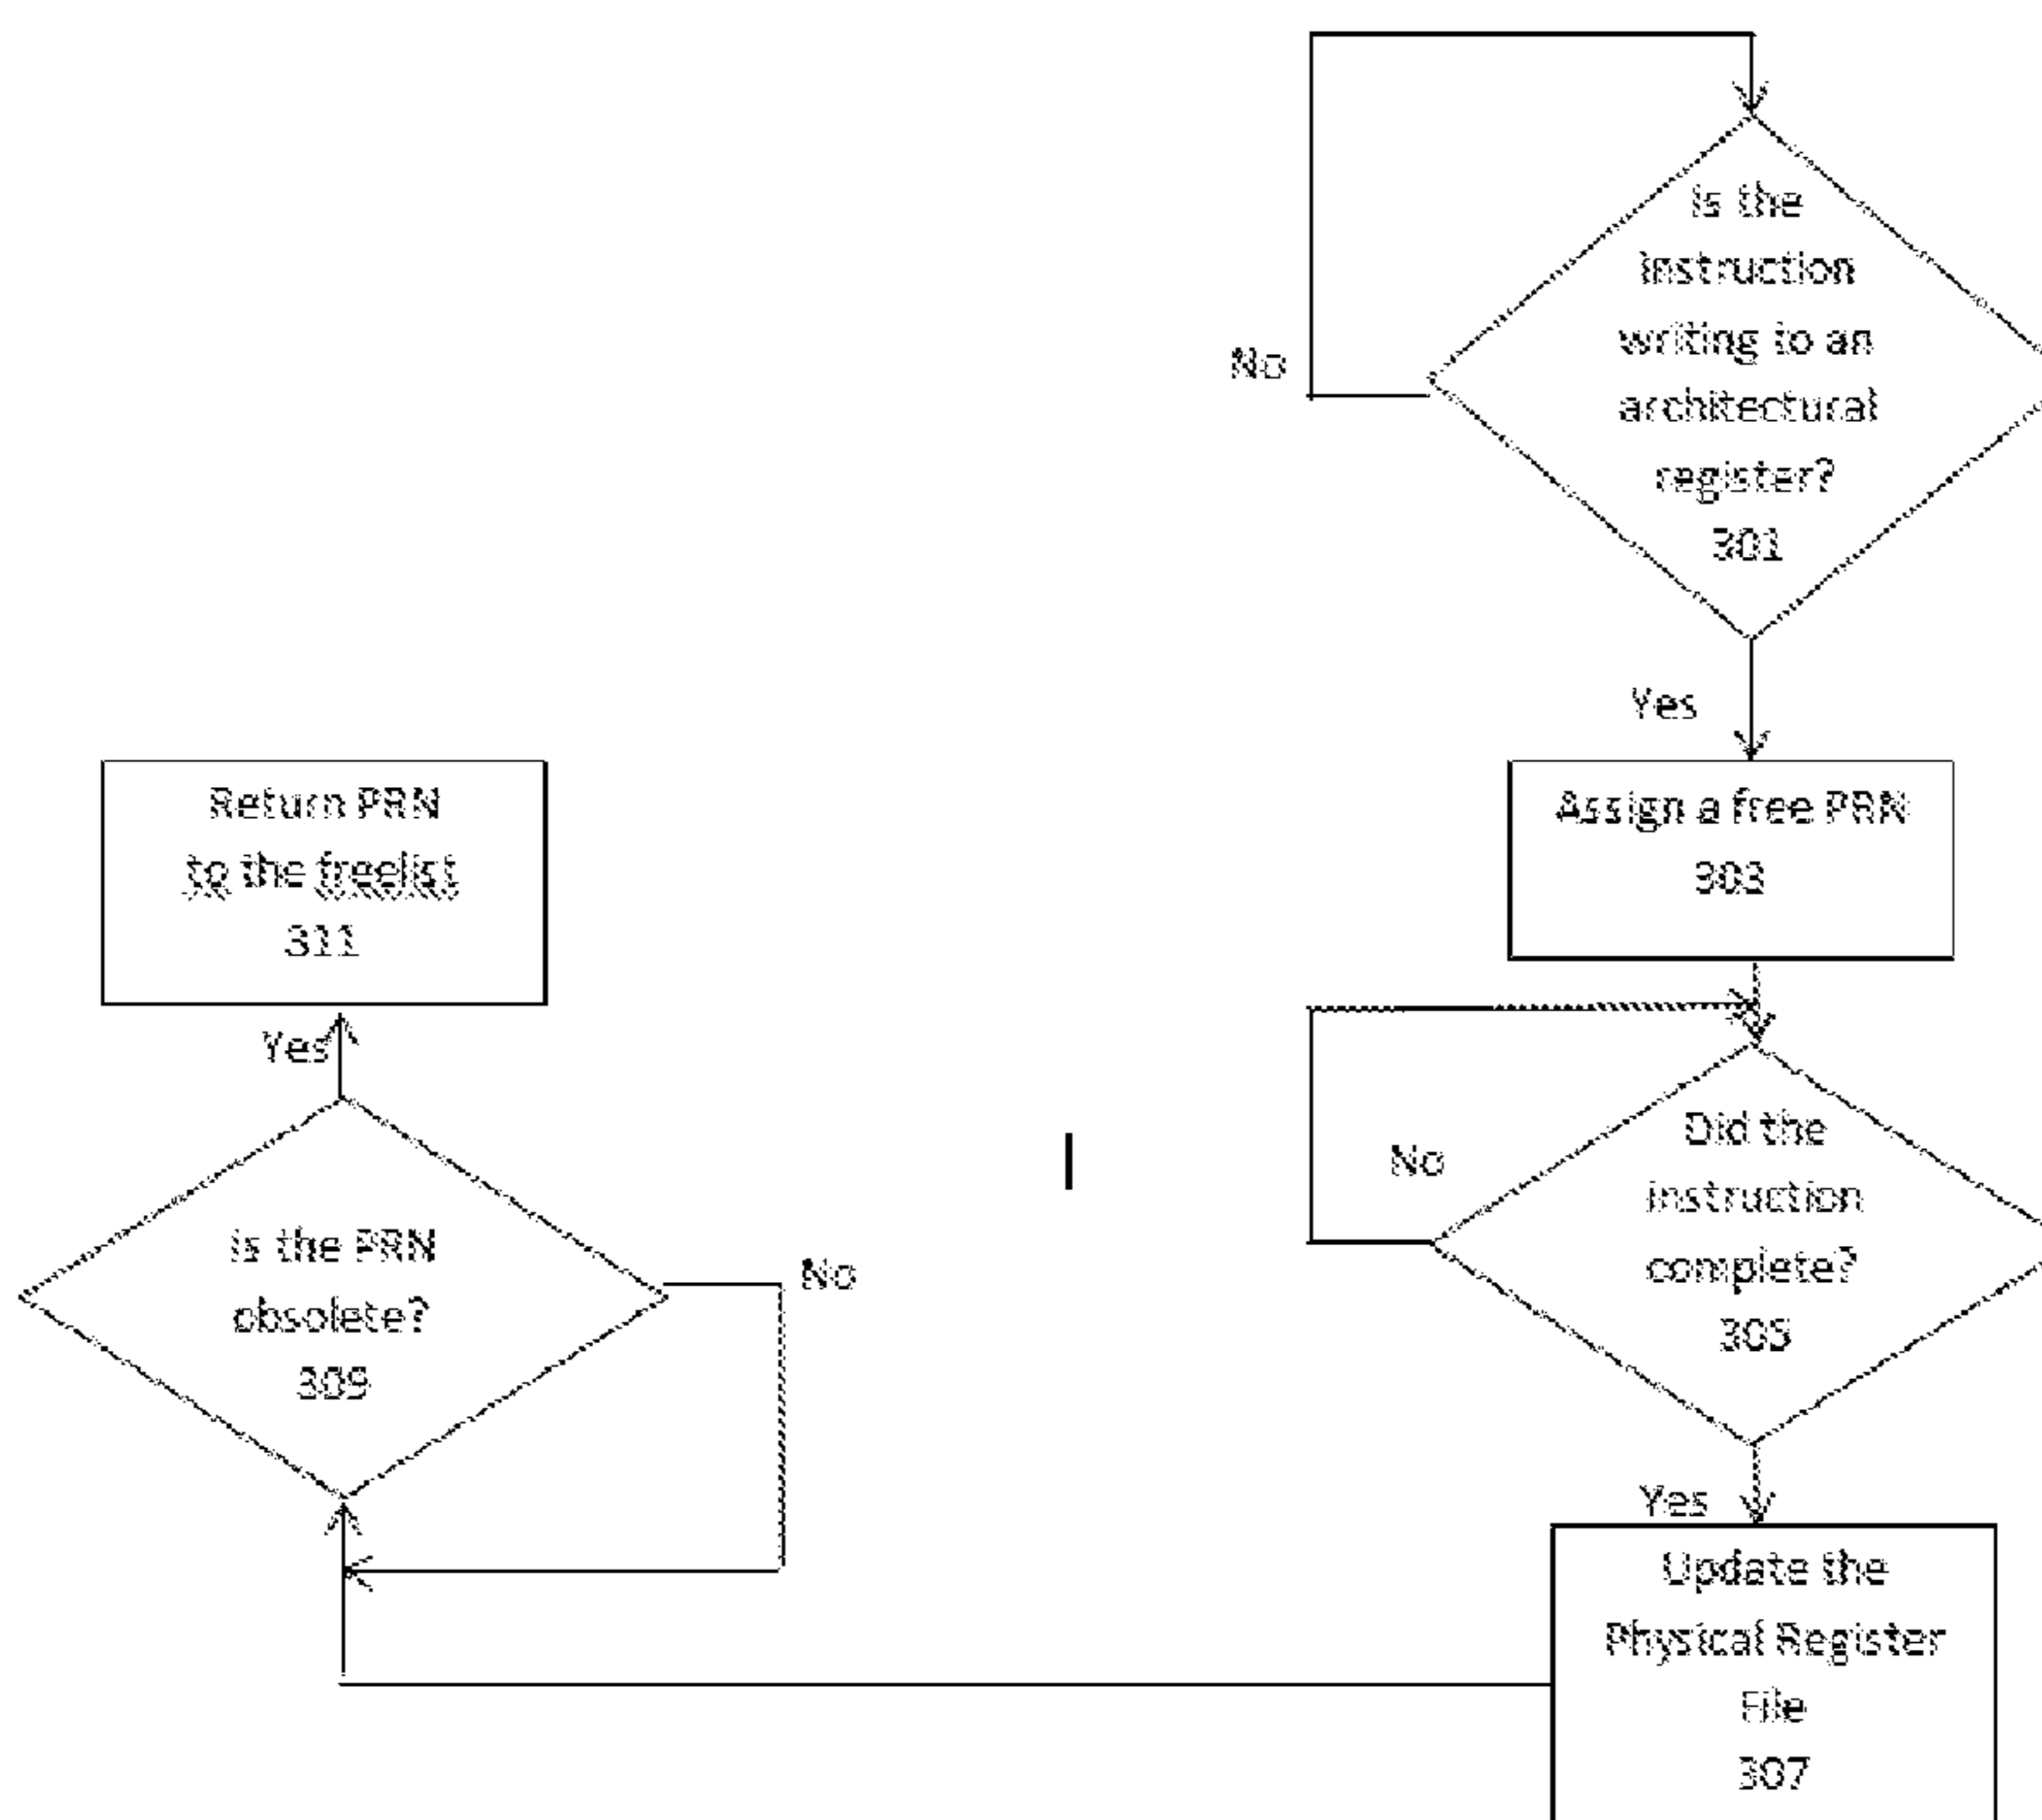 Is the
instruction
writing to an
architectural
register?
301
No
Yes
Assign a free PRN
303
Did the
instruction
complete?
305
No
Yes
Update the
Physical Register
File
307
Is the PRN
obsolete?
309
No
Yes
Return PRN
to the freelist
311